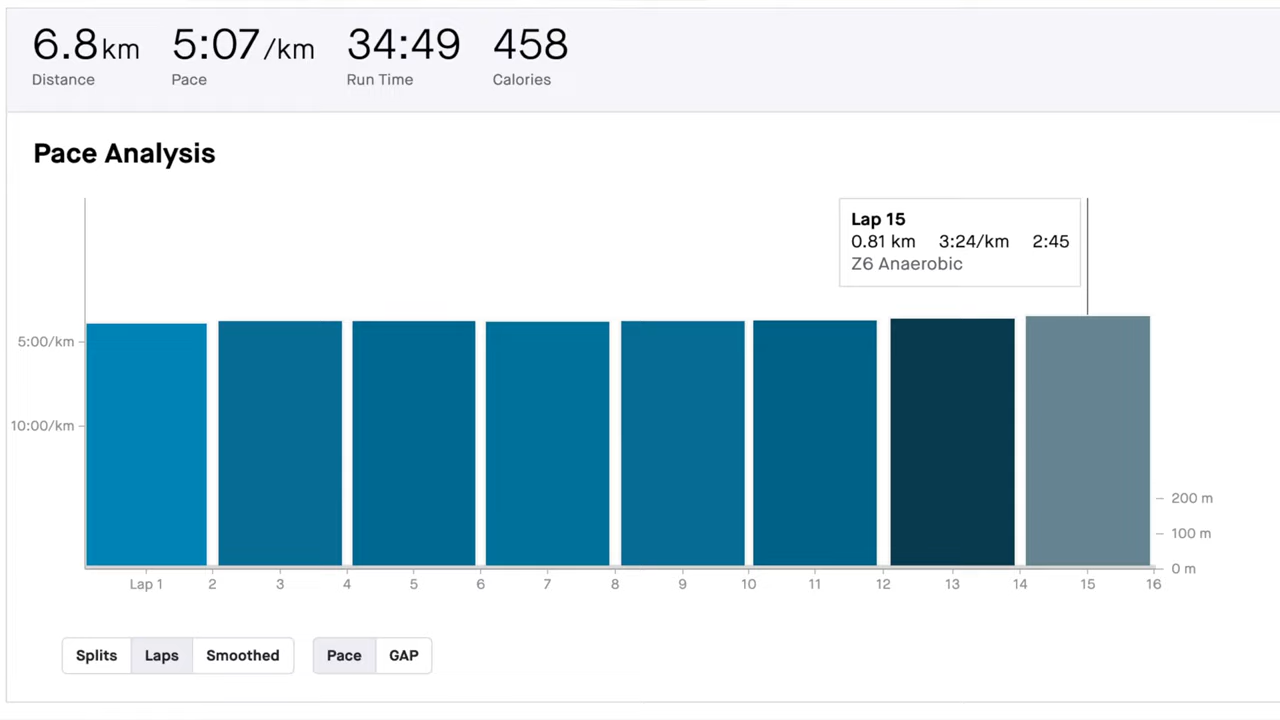 6.8 km 5:07 /km 34:49 458
Distance Pace Run Time Calories
Pace Analysis
Lap 15
0.81 km 3:24/km 2:45
Z6 Anaerobic
5:00/km
10:00/km
200 m
100 m
0 m
Lap 1 2 3 4 5 6 7 8 9 10 11 12 13 14 15 16
Splits Laps Smoothed Pace GAP